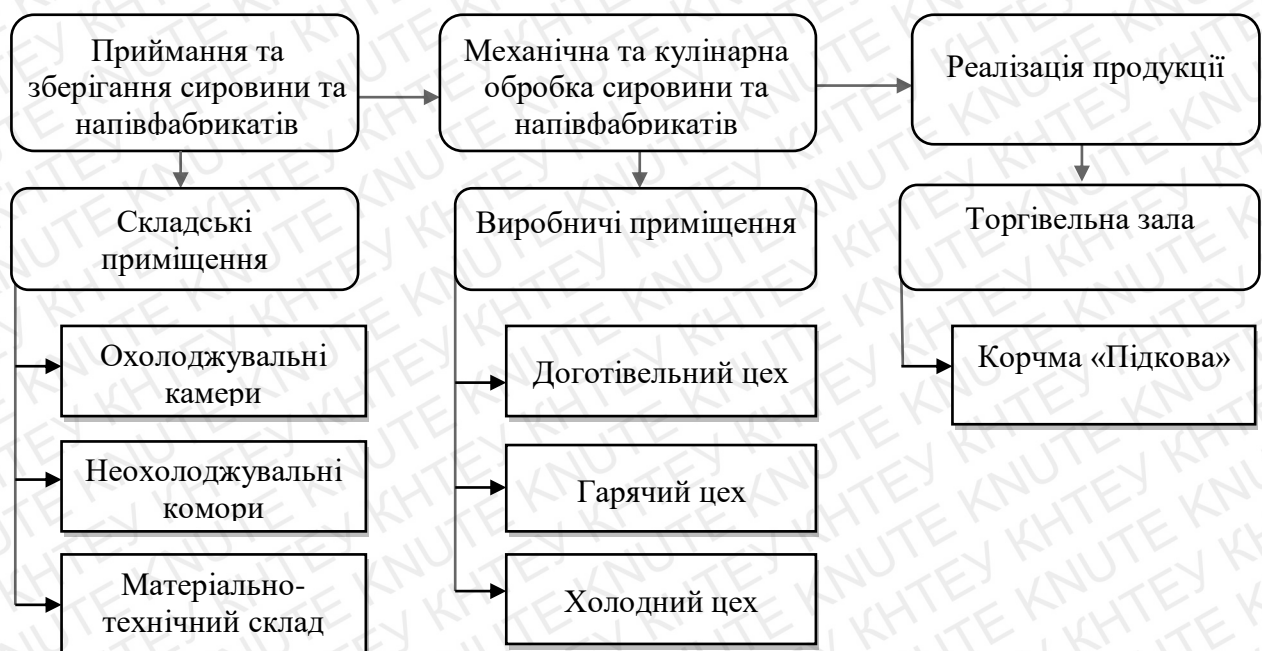 Приймання та
зберігання сировини та
напівфабрикатів
Механічна та кулінарна
обробка сировини та
напівфабрикатів
Реалізація продукції
Складські
приміщення
Виробничі приміщення
Торгівельна зала
Охолоджувальні
камери
Неохолоджувальні
комори
Матеріально-
технічний склад
Доготівельний цех
Гарячий цех
Холодний цех
Корчма «Підкова»